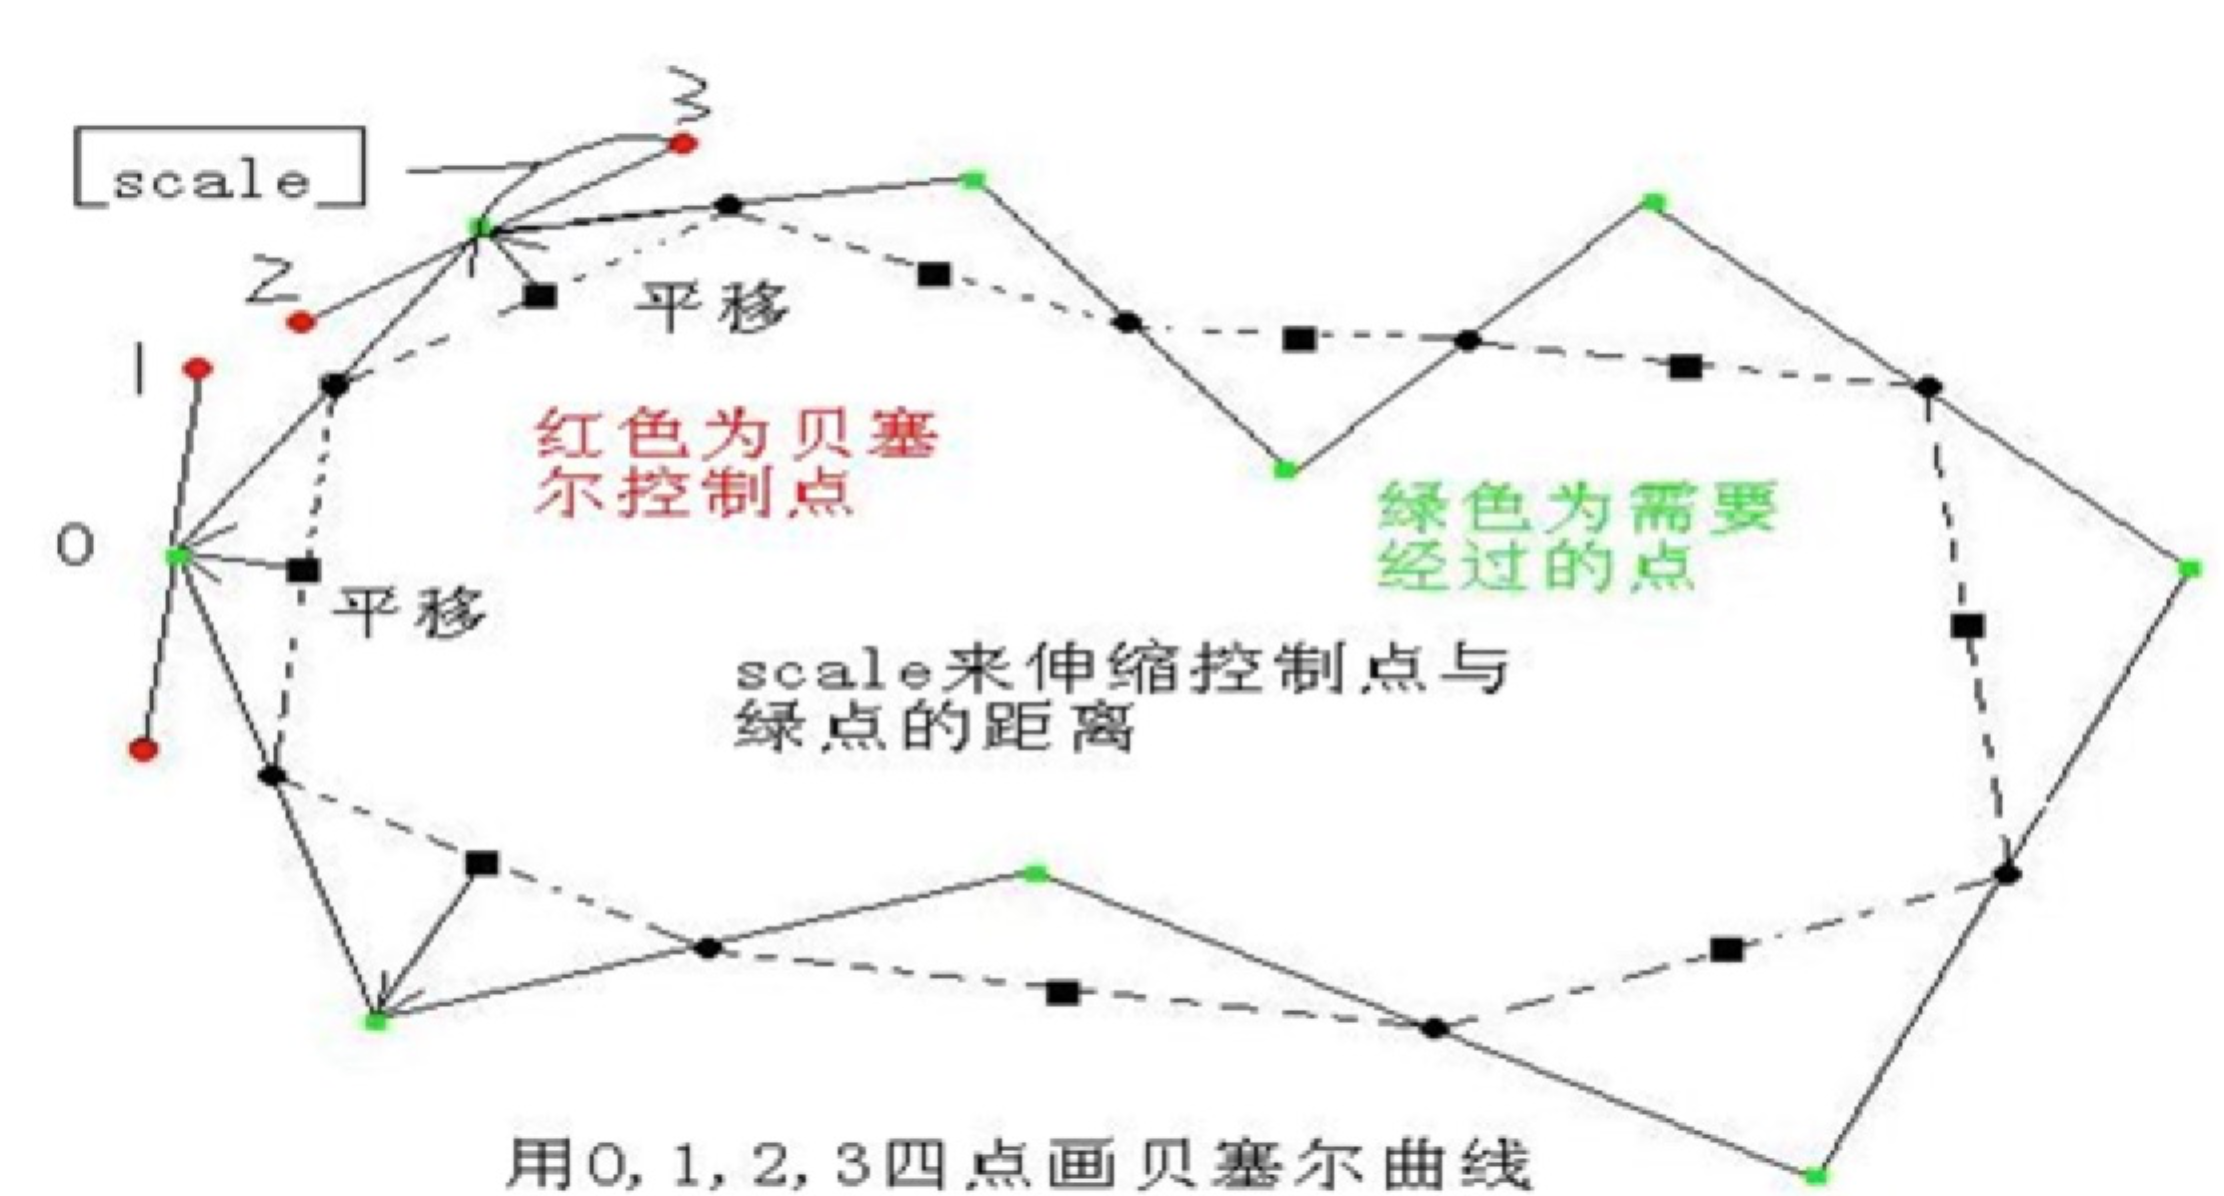 3
scale
2
平移
1
红色为贝塞
尔控制点
绿色为需要
经过的点
0
平移
scale来伸缩控制点与
绿点的距离
用0,1,2,3四点画贝塞尔曲线